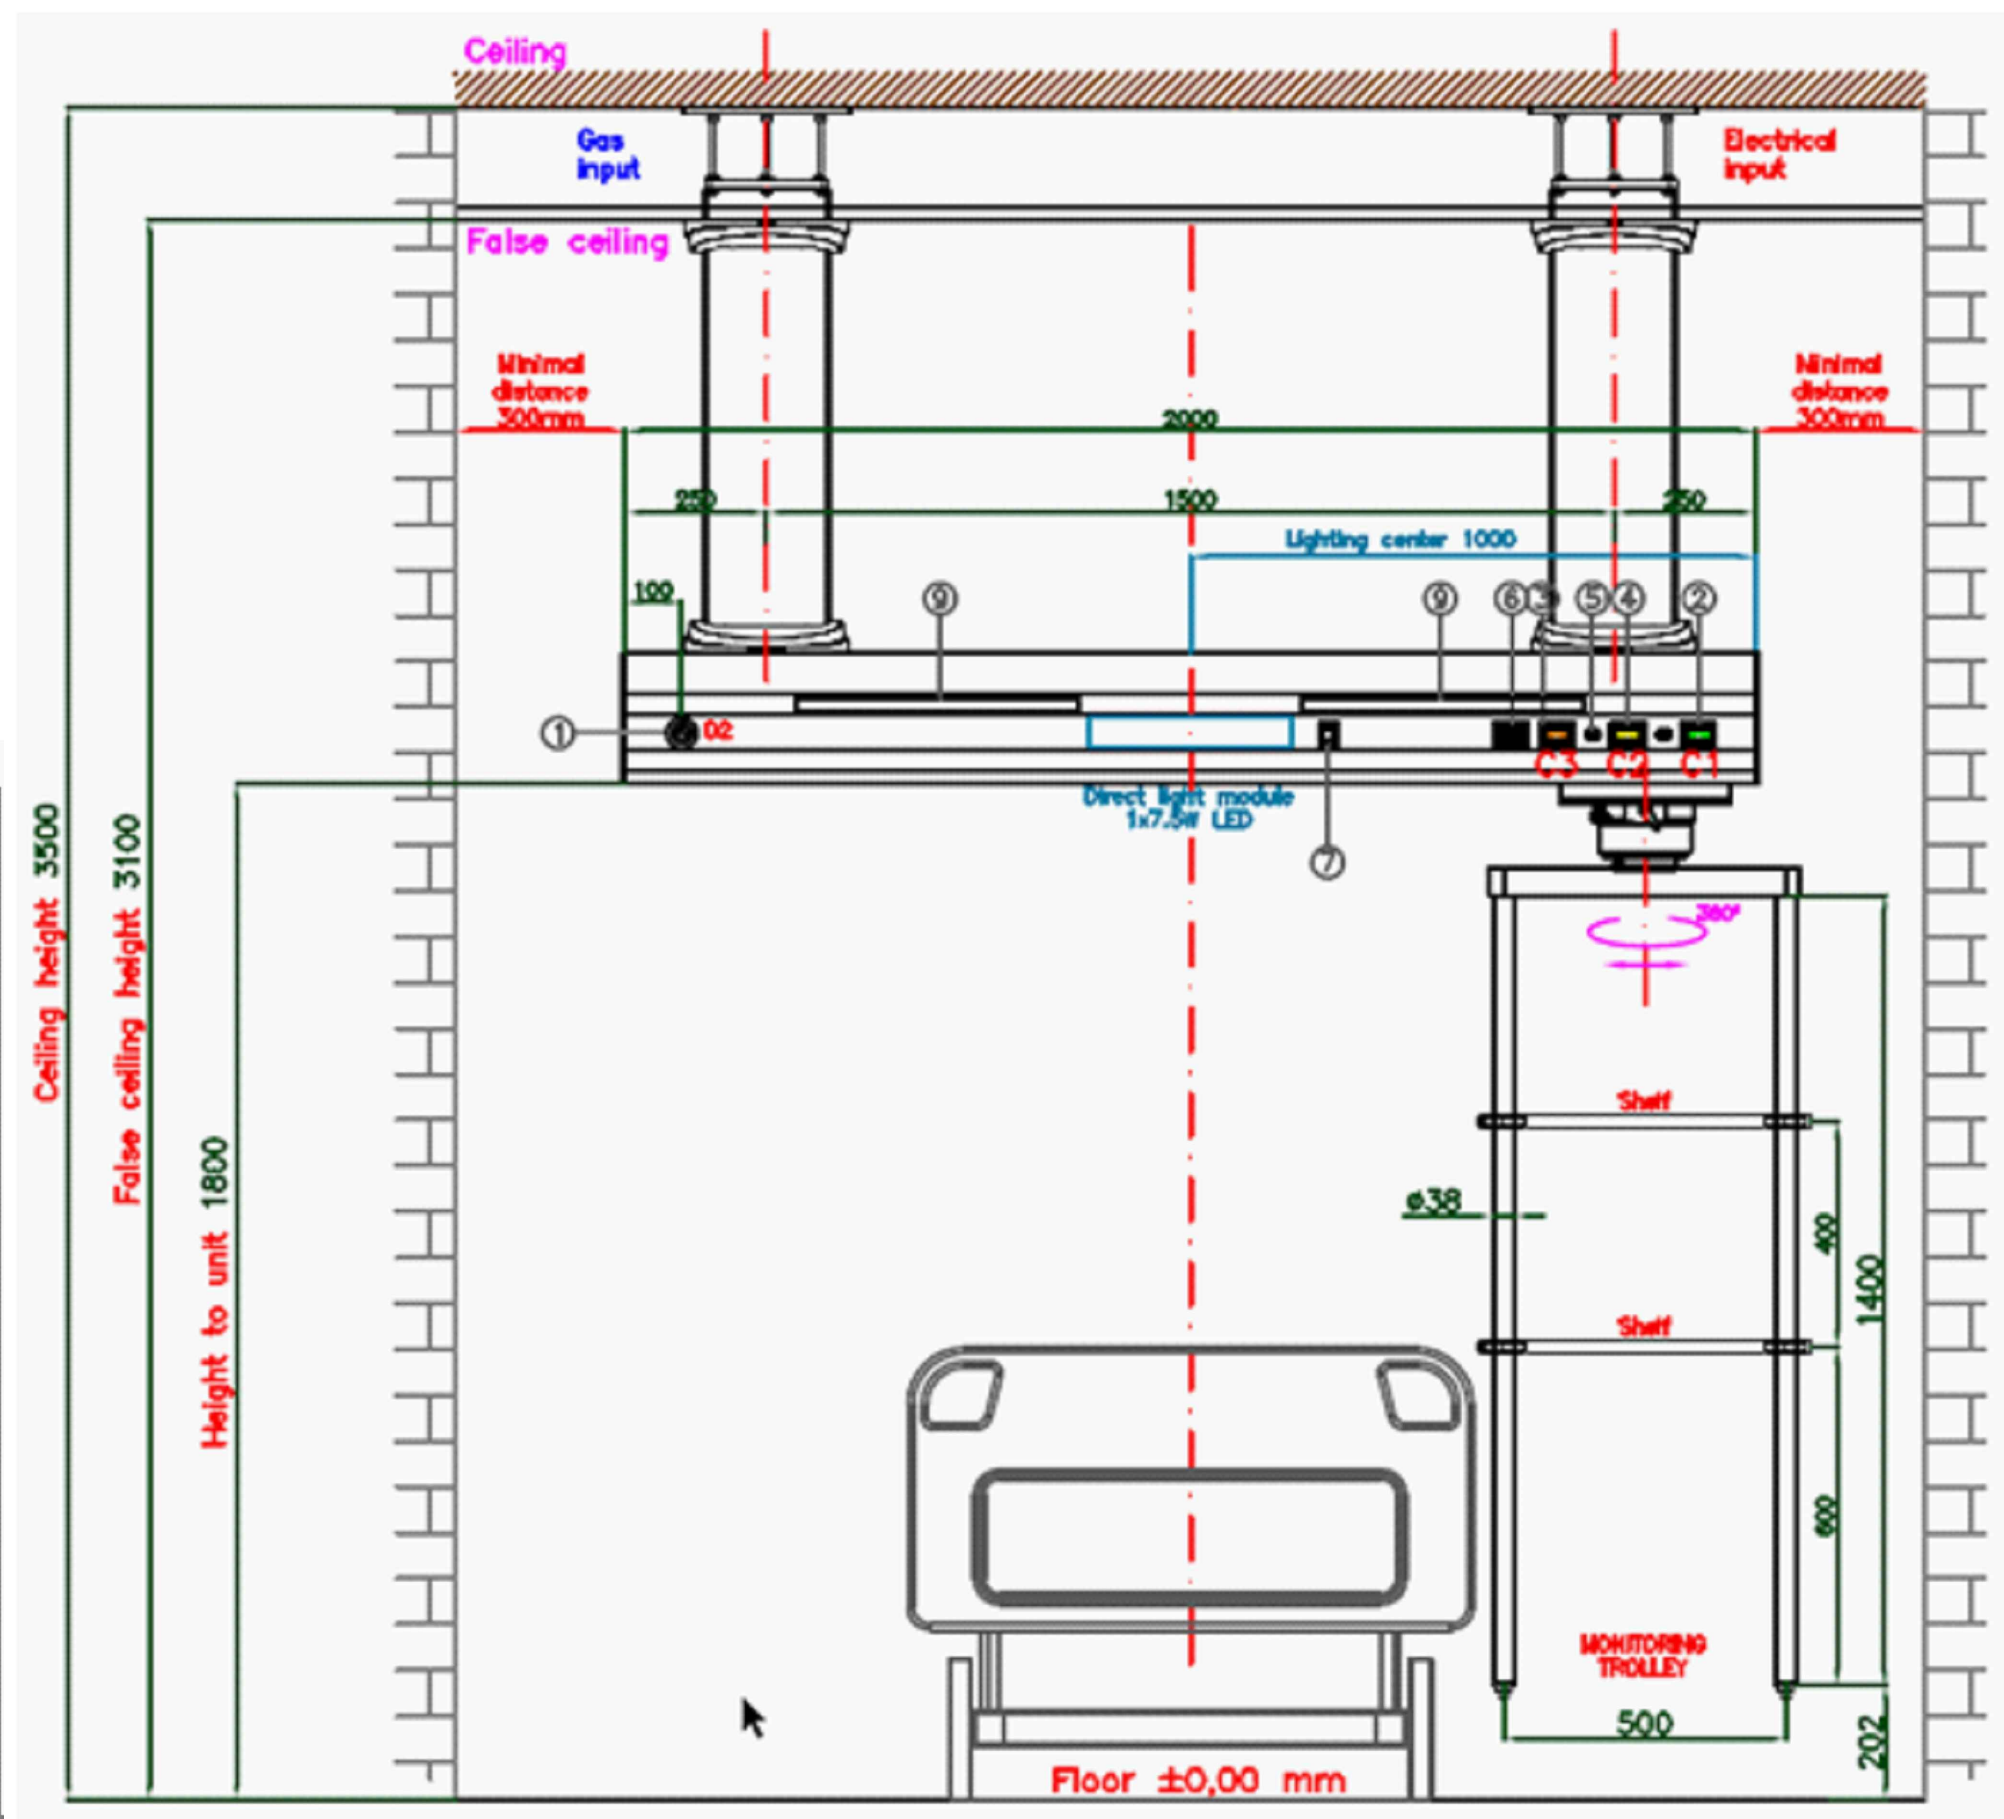 Ceiling
Gas
input
Electrical
input
False ceiling
Minimal
distance
300mm
Minimal
distance
300mm
2000
250
1500
250
Lighting center 1000
100
9
9
6
3
5
4
2
1
O2
C3
C2
C1
Direct light module
1x7.5W LED
7
360°
Ceiling height 3500
False ceiling height 3100
Height to unit 1800
Shelf
ø38
400
1400
Shelf
600
MONITORING
TROLLEY
500
202
Floor ±0,00 mm